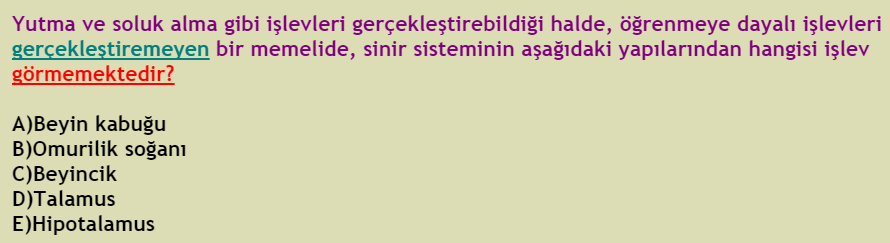 Yutma ve soluk alma gibi işlevleri gerçekleştirebildiği halde, öğrenmeye dayalı işlevleri
gerçekleştiremeyen bir memelide, sinir sisteminin aşağıdaki yapılarından hangisi işlev
görmemektedir?
A)Beyin kabuğu
B)Omurilik soğanı
C)Beyincik
D)Talamus
E)Hipotalamus